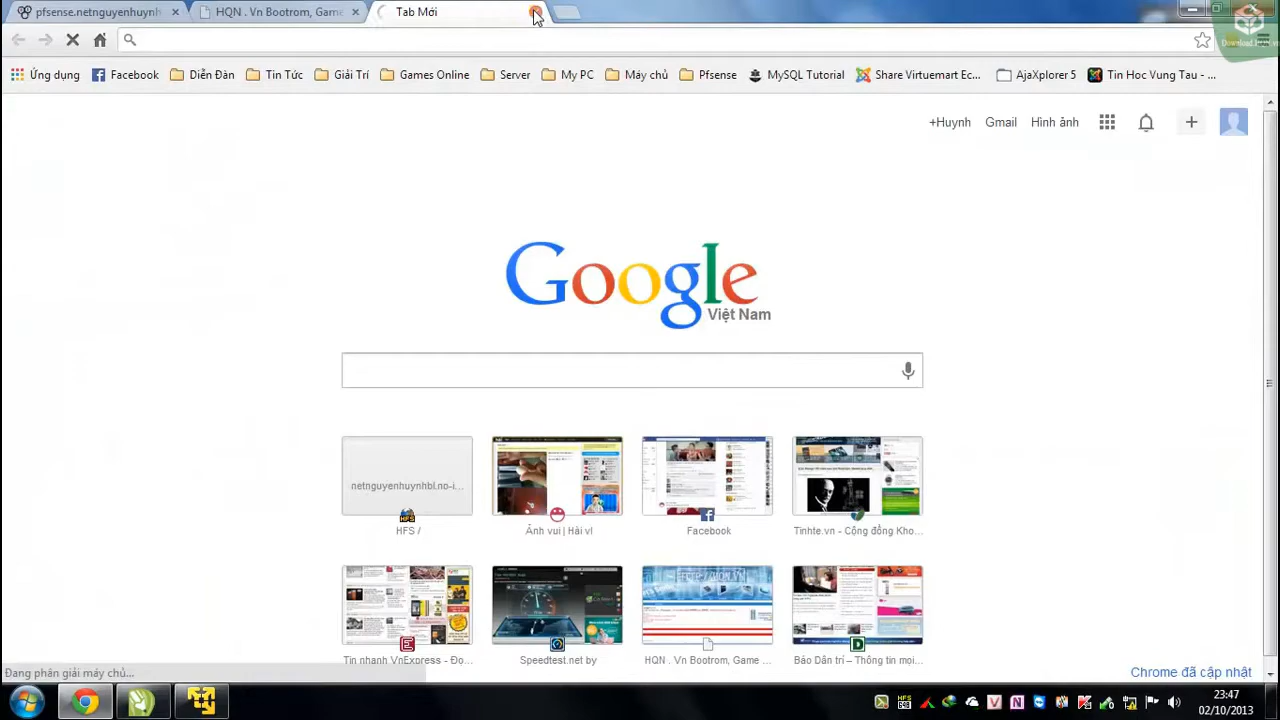 pfsense.netnguyenhuynh
HQN . Vn Bootrom, Game
Tab Mới
Ứng dụng
Facebook
Diễn Đàn
Tin Tức
Giải Trí
Games Online
Server
My PC
Máy chủ
Pfsense
MySQL Tutorial
Share Virtuemart Ec...
AjaXplorer 5
Tin Học Vung Tau - ...
+Huynh
Gmail
Hình ảnh
Google
Việt Nam
netnguyenhuynhbl.no-i...
HFS /
Ảnh vui | Hài vl
Facebook
Tinhte.vn - Cộng đồng Kho...
Tin nhanh VnExpress - Đọ...
Speedtest.net by
HQN . Vn Bootrom, Game ...
Báo Dân trí – Thông tin mọi...
Đang phân giải máy chủ...
Chrome đã cập nhật
23:47
02/10/2013